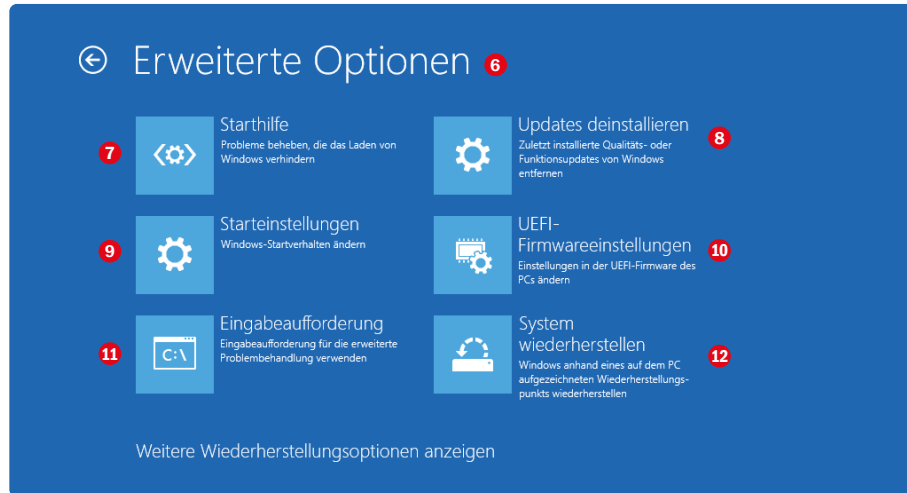 Erweiterte Optionen 6
7
Starthilfe
Probleme beheben, die das Laden von
Windows verhindern
Updates deinstallieren
Zuletzt installierte Qualitäts- oder
Funktionsupdates von Windows
entfernen
8
9
Starteinstellungen
Windows-Startverhalten ändern
UEFI-
Firmwareeinstellungen
Einstellungen in der UEFI-Firmware des
PCs ändern
10
11
C:\
Eingabeaufforderung
Eingabeaufforderung für die erweiterte
Problembehandlung verwenden
System
wiederherstellen
Windows anhand eines auf dem PC
aufgezeichneten Wiederherstellungs-
punkts wiederherstellen
12
Weitere Wiederherstellungsoptionen anzeigen